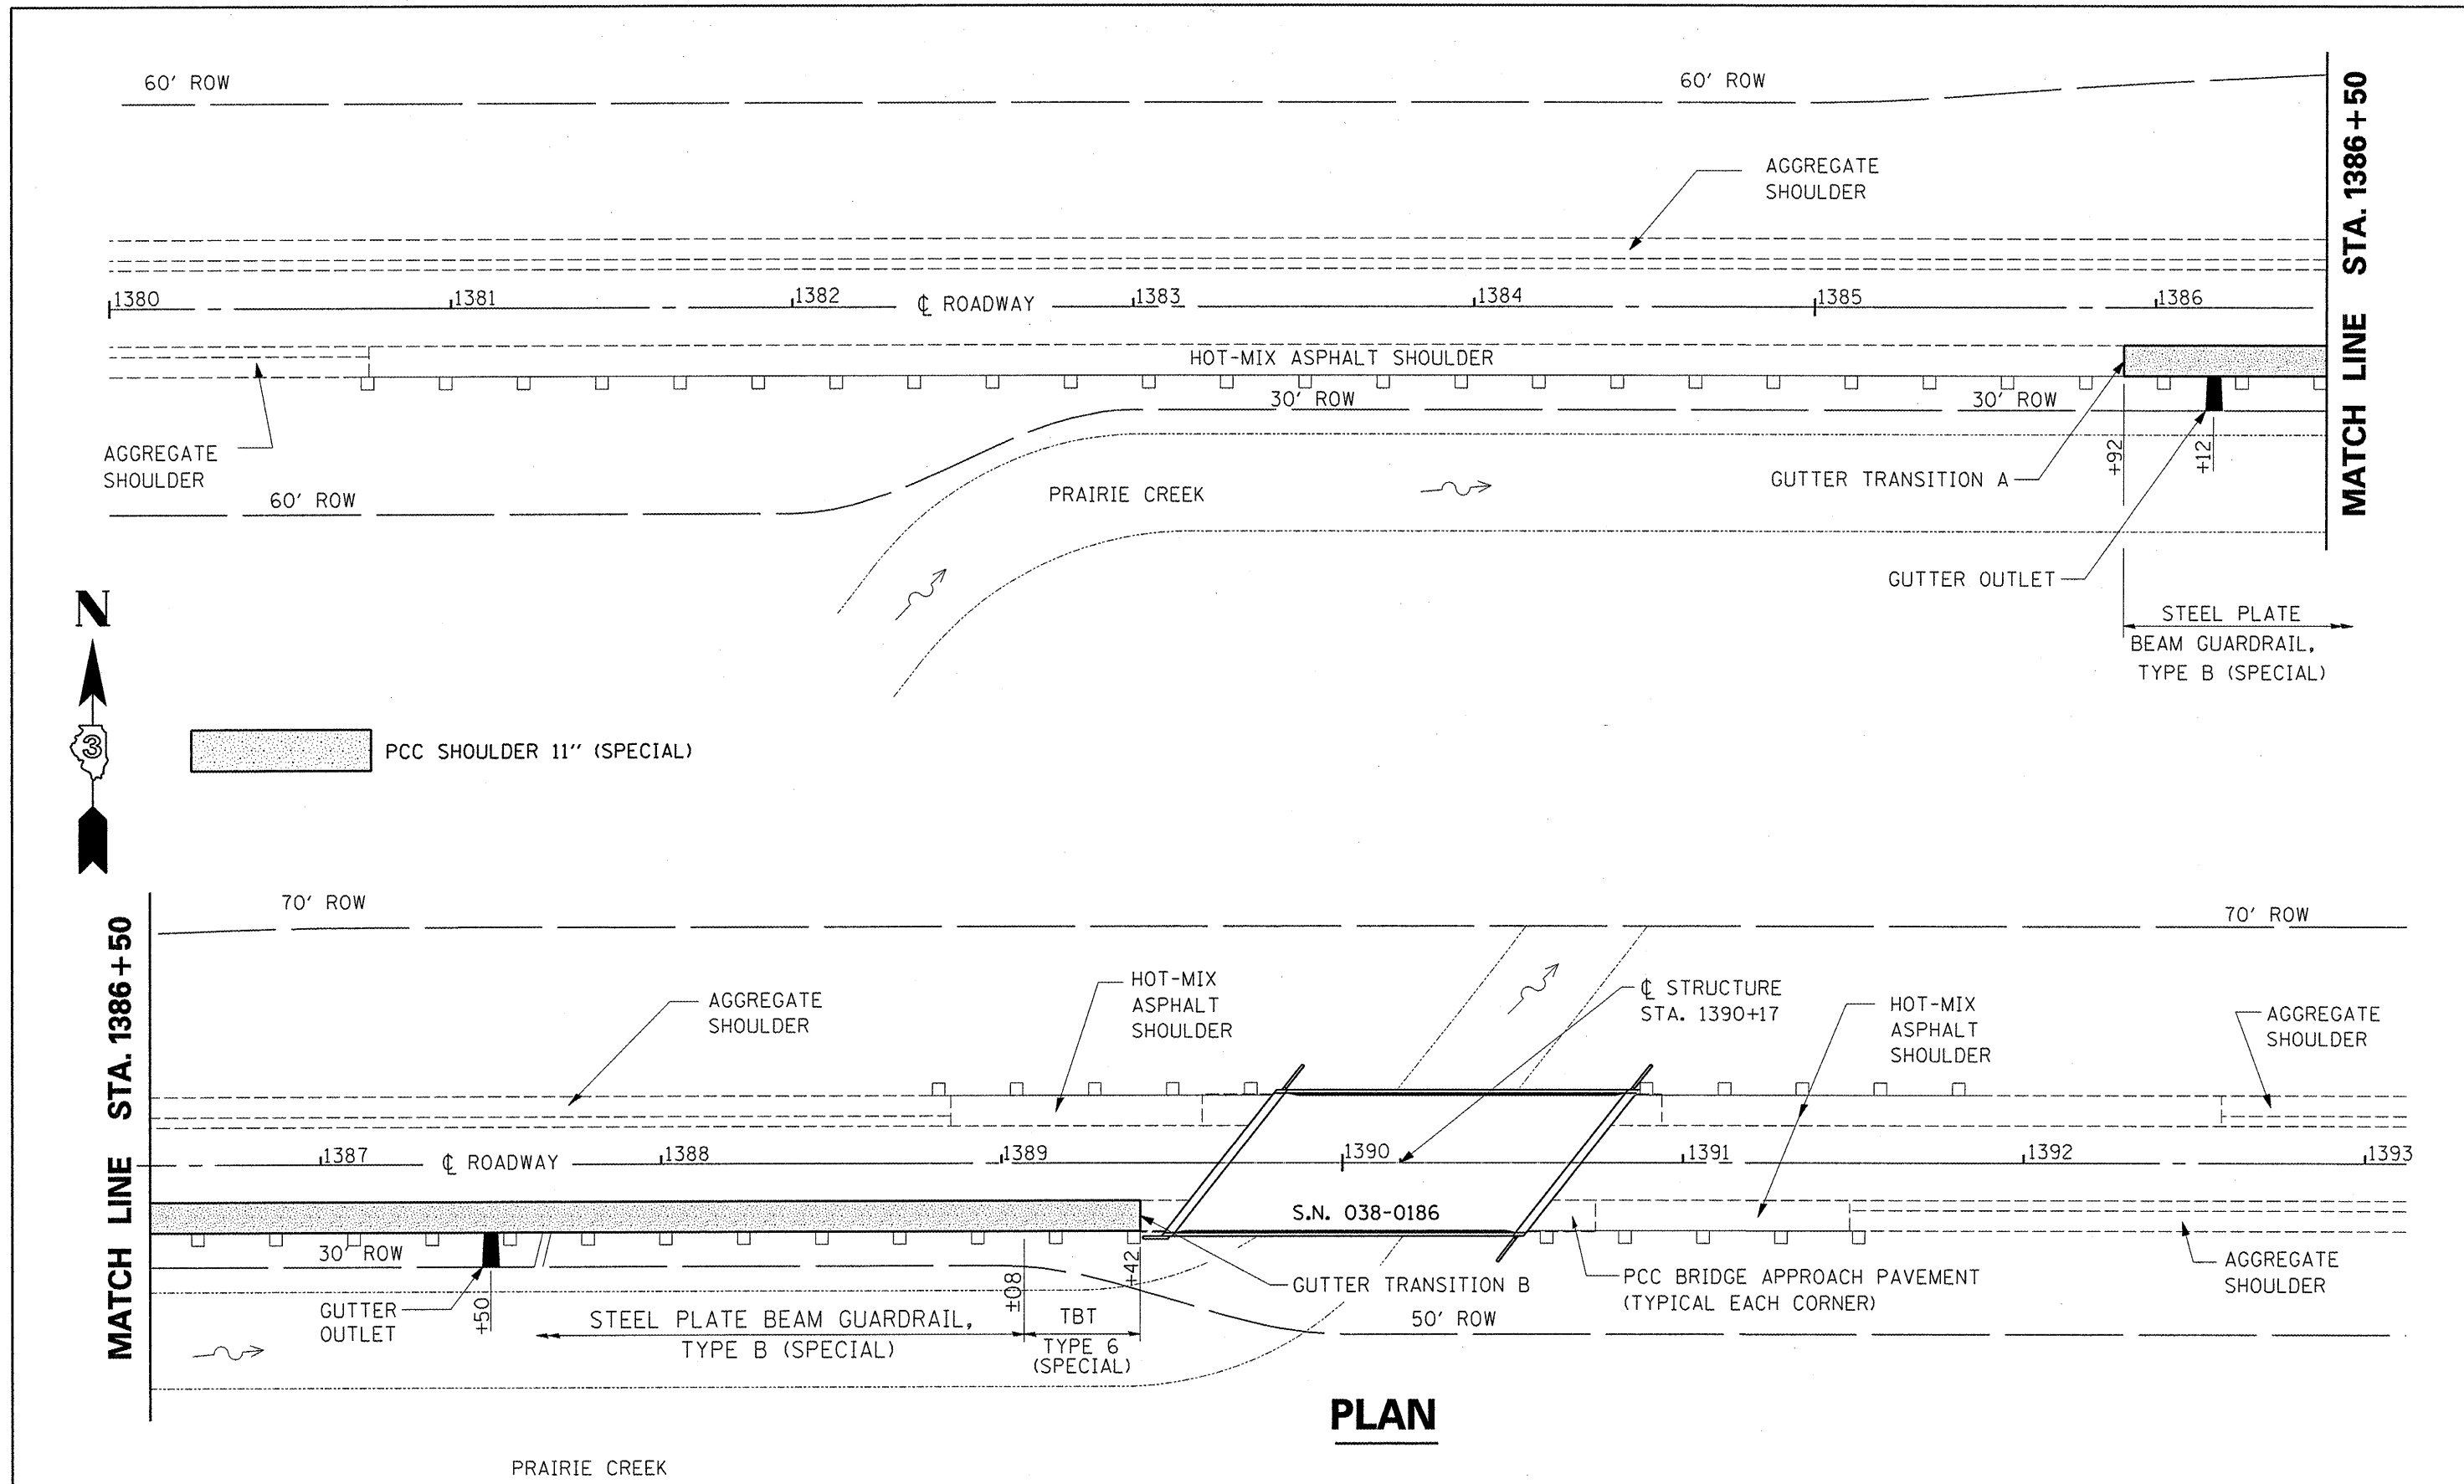 60' ROW
60' ROW
MATCH LINE STA. 1386+50
AGGREGATE
SHOULDER
1380
1381
1382
℄ ROADWAY
1383
1384
1385
1386
HOT-MIX ASPHALT SHOULDER
30' ROW
30' ROW
AGGREGATE
SHOULDER
60' ROW
PRAIRIE CREEK
GUTTER TRANSITION A
+92
+12
GUTTER OUTLET
STEEL PLATE
BEAM GUARDRAIL,
TYPE B (SPECIAL)
N
3
PCC SHOULDER 11" (SPECIAL)
MATCH LINE STA. 1386+50
70' ROW
70' ROW
AGGREGATE
SHOULDER
HOT-MIX
ASPHALT
SHOULDER
℄ STRUCTURE
STA. 1390+17
HOT-MIX
ASPHALT
SHOULDER
AGGREGATE
SHOULDER
1387
℄ ROADWAY
1388
1389
1390
1391
1392
1393
S.N. 038-0186
30' ROW
GUTTER
OUTLET
+50
STEEL PLATE BEAM GUARDRAIL,
TYPE B (SPECIAL)
±08
TBT
TYPE 6
(SPECIAL)
+42
GUTTER TRANSITION B
PCC BRIDGE APPROACH PAVEMENT
(TYPICAL EACH CORNER)
AGGREGATE
SHOULDER
50' ROW
PLAN
PRAIRIE CREEK